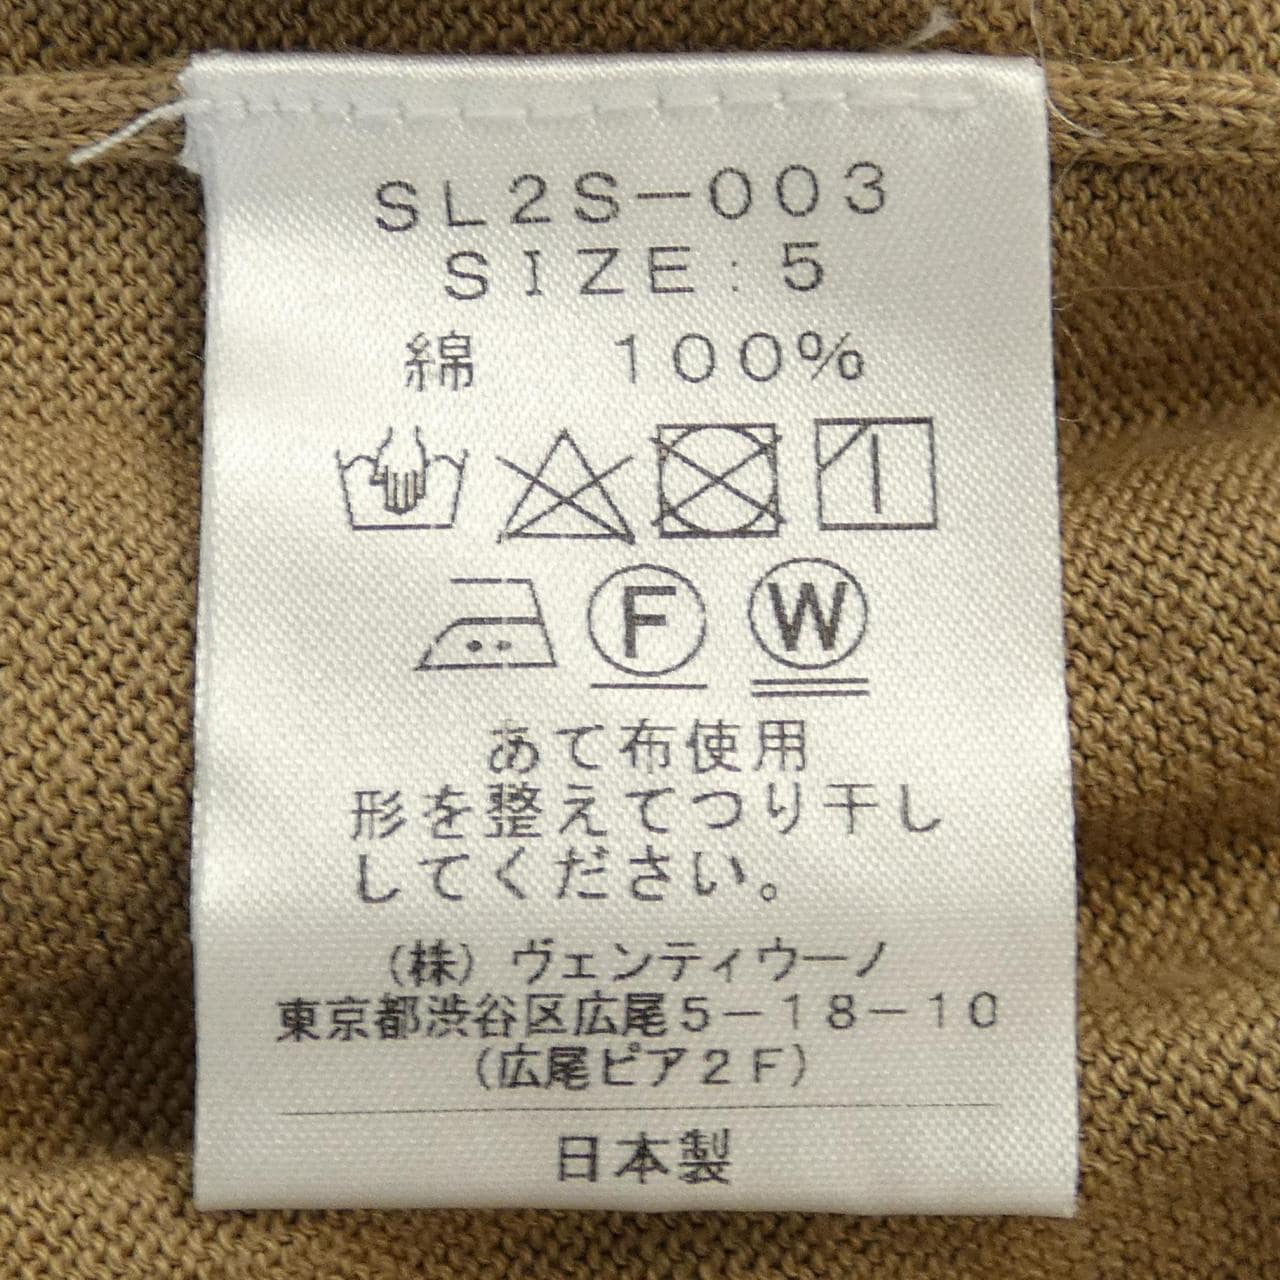 SL2S-003
SIZE:5
綿 100%
F W
あて布使用
形を整えてつり干し
してください。
(株)ヴェンティウーノ
東京都渋谷区広尾5-18-10
(広尾ピア2F)
日本製